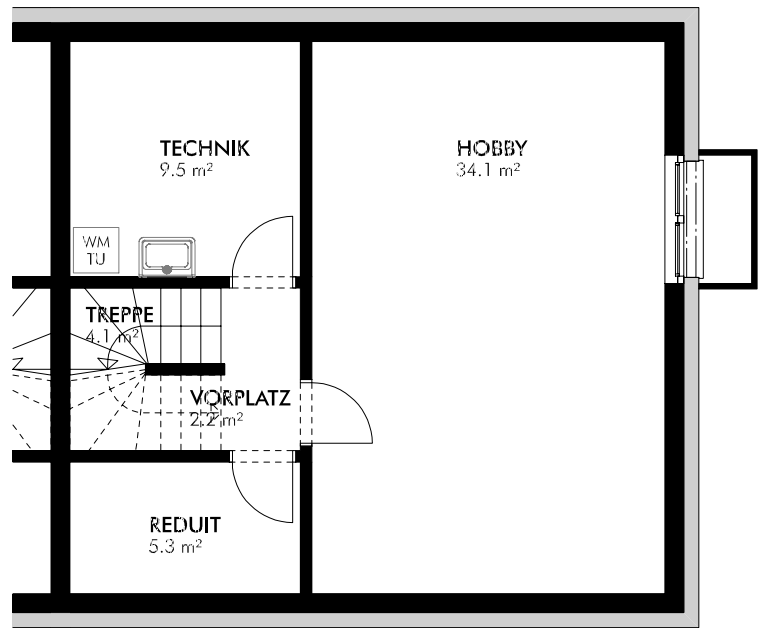 TECHNIK
9.5 m²
HOBBY
34.1 m²
WM
TU
TREPPE
4.1 m²
VORPLATZ
2.2 m²
REDUIT
5.3 m²